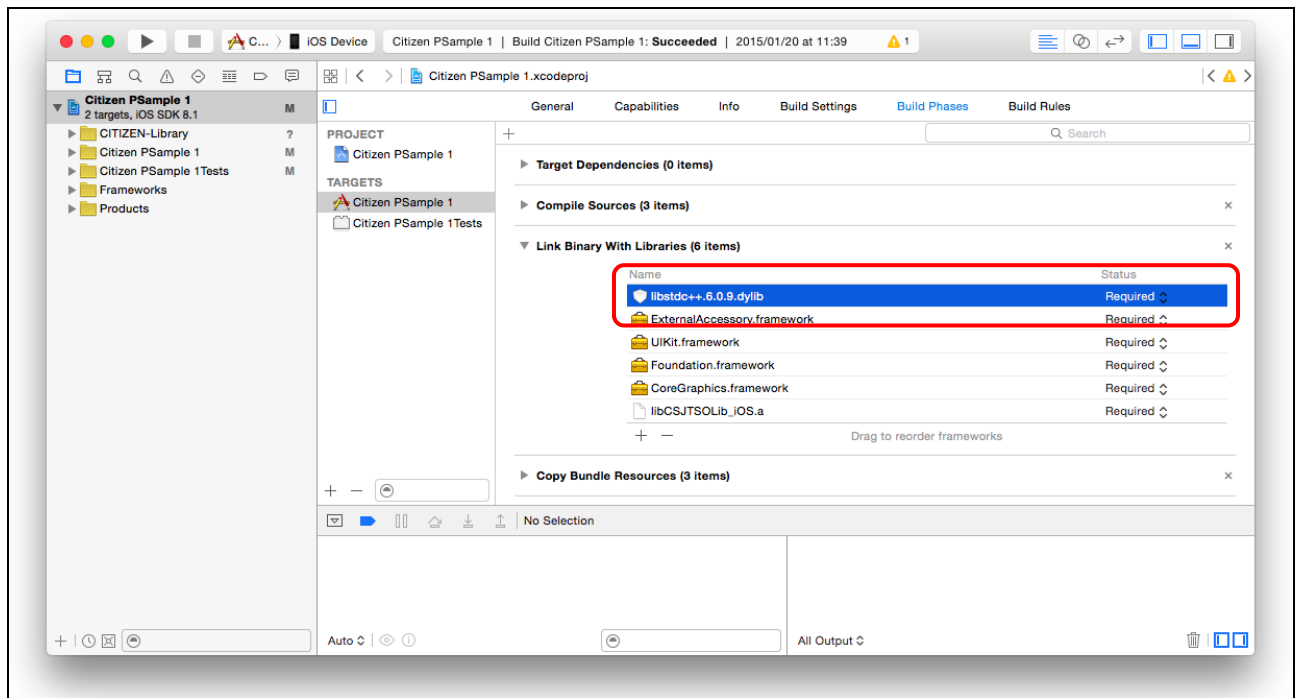 C... iOS Device Citizen PSample 1 | Build Citizen PSample 1: Succeeded | 2015/01/20 at 11:39 1
Citizen PSample 1.xcodeproj
Citizen PSample 1 M
2 targets, iOS SDK 8.1
CITIZEN-Library ?
Citizen PSample 1 M
Citizen PSample 1Tests M
Frameworks
Products
General Capabilities Info Build Settings Build Phases Build Rules
PROJECT
Citizen PSample 1
TARGETS
Citizen PSample 1
Citizen PSample 1Tests
Search
Target Dependencies (0 items)
Compile Sources (3 items)
Link Binary With Libraries (6 items)
Name Status
libstdc++.6.0.9.dylib Required
ExternalAccessory.framework Required
UIKit.framework Required
Foundation.framework Required
CoreGraphics.framework Required
libCSJTSOLib_iOS.a Required
Drag to reorder frameworks
Copy Bundle Resources (3 items)
No Selection
Auto
All Output